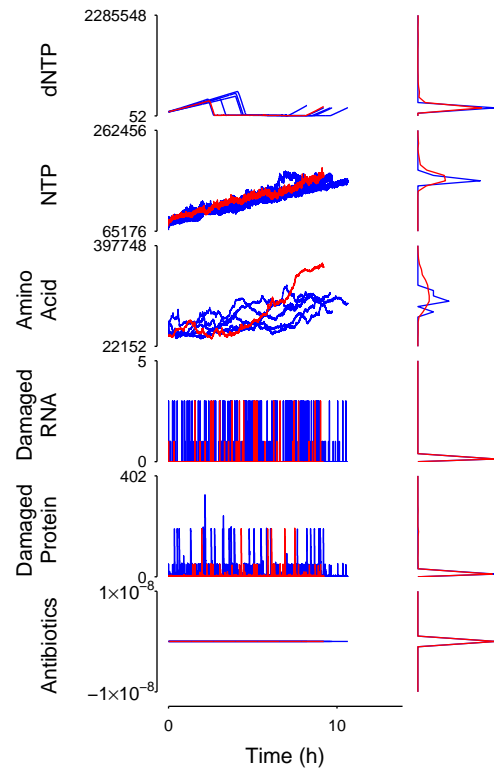 2285548
dNTP
52
262456
NTP
65176
397748
Amino
Acid
22152
5
Damaged
RNA
0
402
Damaged
Protein
0
1×10⁻⁸
Antibiotics
−1×10⁻⁸
0 10
Time (h)